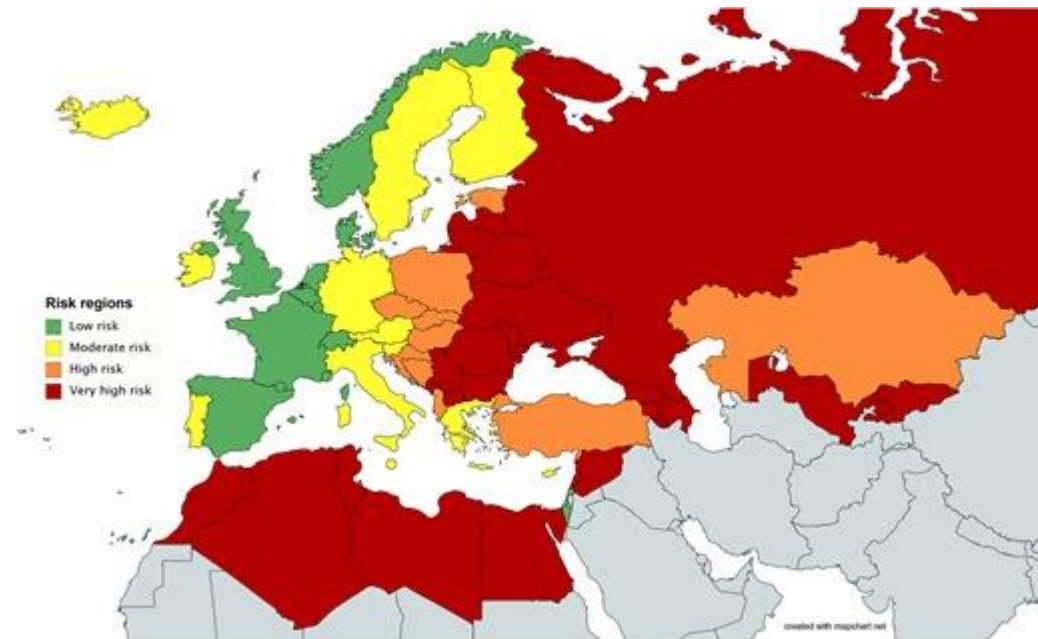 Risk regions
Low risk
Moderate risk
High risk
Very high risk
created with mapchart.net